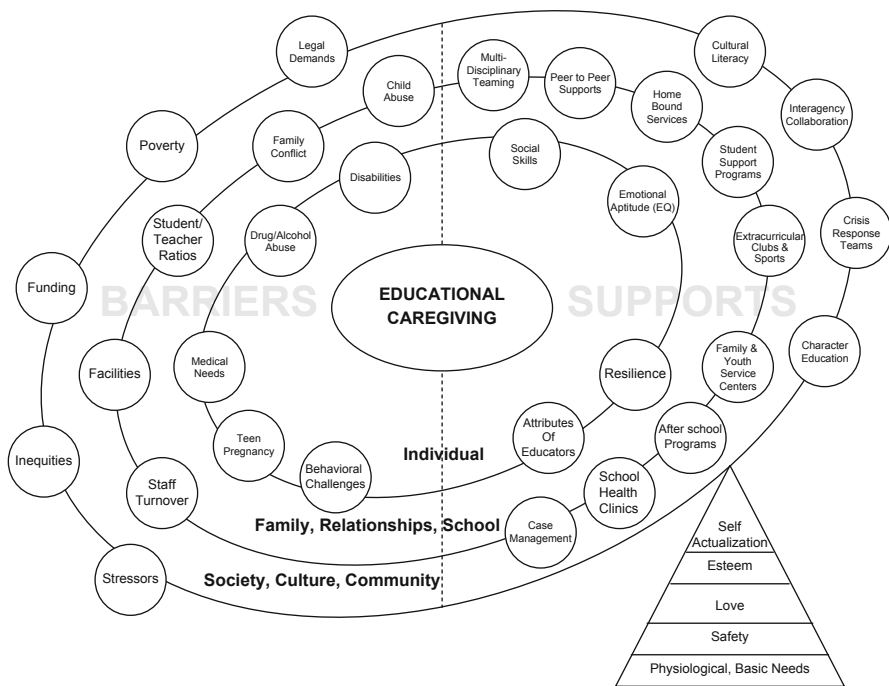 Legal
Demands
Cultural
Literacy
Multi-
Disciplinary
Teaming
Peer to Peer
Supports
Child
Abuse
Home
Bound
Services
Interagency
Collaboration
Poverty
Family
Conflict
Social
Skills
Student
Support
Programs
Disabilities
Emotional
Aptitude (EQ)
Student/
Teacher
Ratios
Drug/Alcohol
Abuse
Extracurricular
Clubs &
Sports
Crisis
Response
Teams
Funding
BARRIERS
EDUCATIONAL
CAREGIVING
SUPPORTS
Facilities
Medical
Needs
Resilience
Family &
Youth
Service
Centers
Character
Education
Inequities
Teen
Pregnancy
Attributes
Of
Educators
After school
Programs
Individual
Behavioral
Challenges
Staff
Turnover
School
Health
Clinics
Family, Relationships, School
Case
Management
Stressors
Society, Culture, Community
Self
Actualization
Esteem
Love
Safety
Physiological, Basic Needs